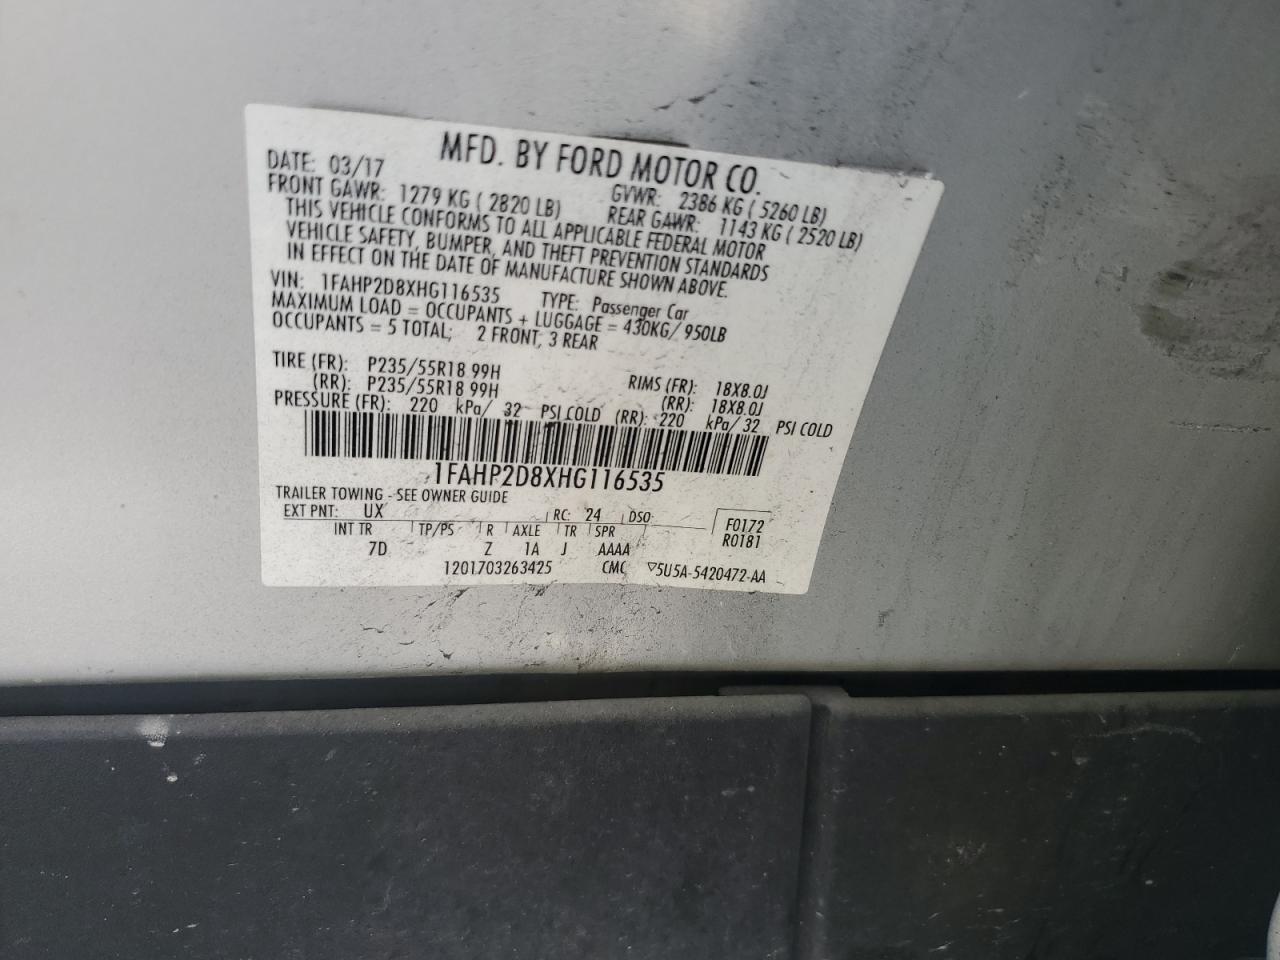 MFD. BY FORD MOTOR CO.
DATE: 03/17 GVWR: 2386 KG ( 5260 LB)
FRONT GAWR: 1279 KG ( 2820 LB) REAR GAWR: 1143 KG ( 2520 LB)
THIS VEHICLE CONFORMS TO ALL APPLICABLE FEDERAL MOTOR
VEHICLE SAFETY, BUMPER, AND THEFT PREVENTION STANDARDS
IN EFFECT ON THE DATE OF MANUFACTURE SHOWN ABOVE.
VIN: 1FAHP2D8XHG116535 TYPE: Passenger Car
MAXIMUM LOAD = OCCUPANTS + LUGGAGE = 430KG/ 950LB
OCCUPANTS = 5 TOTAL; 2 FRONT, 3 REAR
TIRE (FR): P235/55R18 99H RIMS (FR): 18X8.0J
(RR): P235/55R18 99H (RR): 18X8.0J
PRESSURE (FR): 220 kPa/ 32 PSI COLD (RR): 220 kPa/ 32 PSI COLD
1FAHP2D8XHG116535
TRAILER TOWING - SEE OWNER GUIDE
EXT PNT: UX RC: 24 DSO: F0172
INT TR TP/PS R AXLE TR SPR R0181
7D Z 1A J AAAA
1201703263425 CMC ▽5U5A-5420472-AA